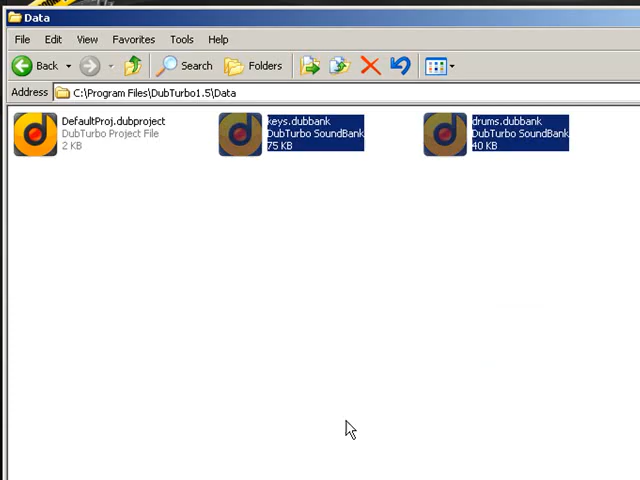 Data
File Edit View Favorites Tools Help
Back Search Folders
Address C:\Program Files\DubTurbo1.5\Data
DefaultProj.dubproject
DubTurbo Project File
2 KB
keys.dubbank
DubTurbo SoundBank
75 KB
drums.dubbank
DubTurbo SoundBank
40 KB